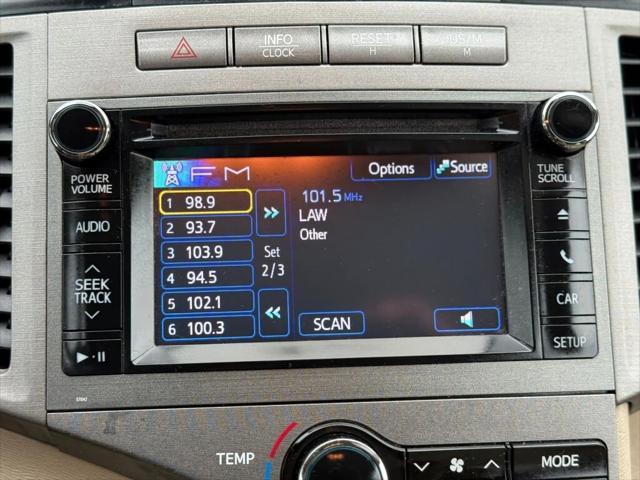 INFO
CLOCK
RESET
H
ADJUST/M
M
POWER
VOLUME
AUDIO
SEEK
TRACK
FM
Options
Source
1 98.9
2 93.7
3 103.9
4 94.5
5 102.1
6 100.3
Set
2/3
101.5 MHz
LAW
Other
SCAN
TUNE
SCROLL
CAR
SETUP
TEMP
MODE